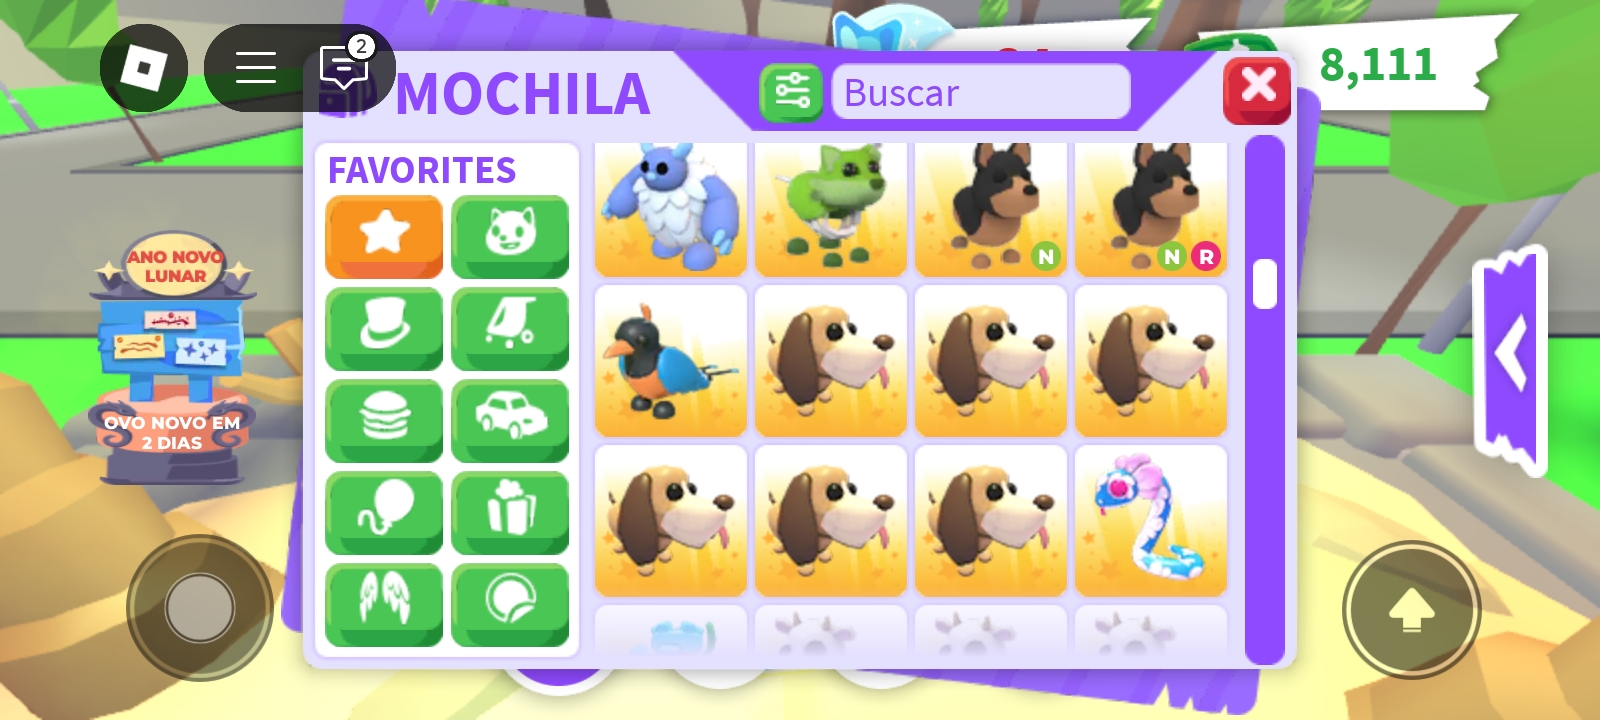 2
MOCHILA
Buscar
8,111
FAVORITES
N
N R
ANO NOVO
LUNAR
OVO NOVO EM
2 DIAS